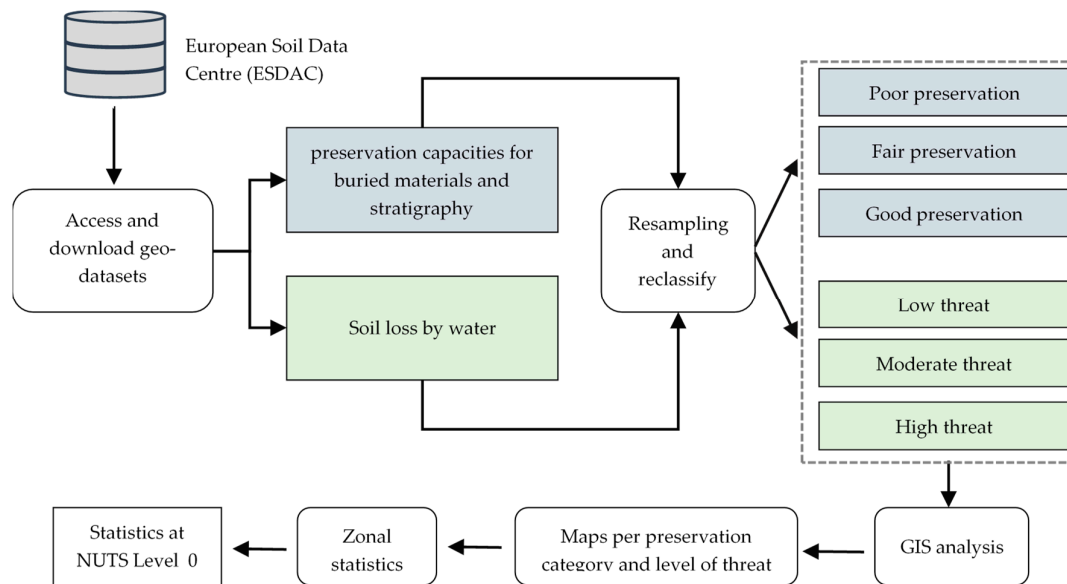 European Soil Data
Centre (ESDAC)
Access and
download geo-
datasets
preservation capacities for
buried materials and
stratigraphy
Soil loss by water
Resampling
and
reclassify
Poor preservation
Fair preservation
Good preservation
Low threat
Moderate threat
High threat
GIS analysis
Maps per preservation
category and level of threat
Zonal
statistics
Statistics at
NUTS Level 0